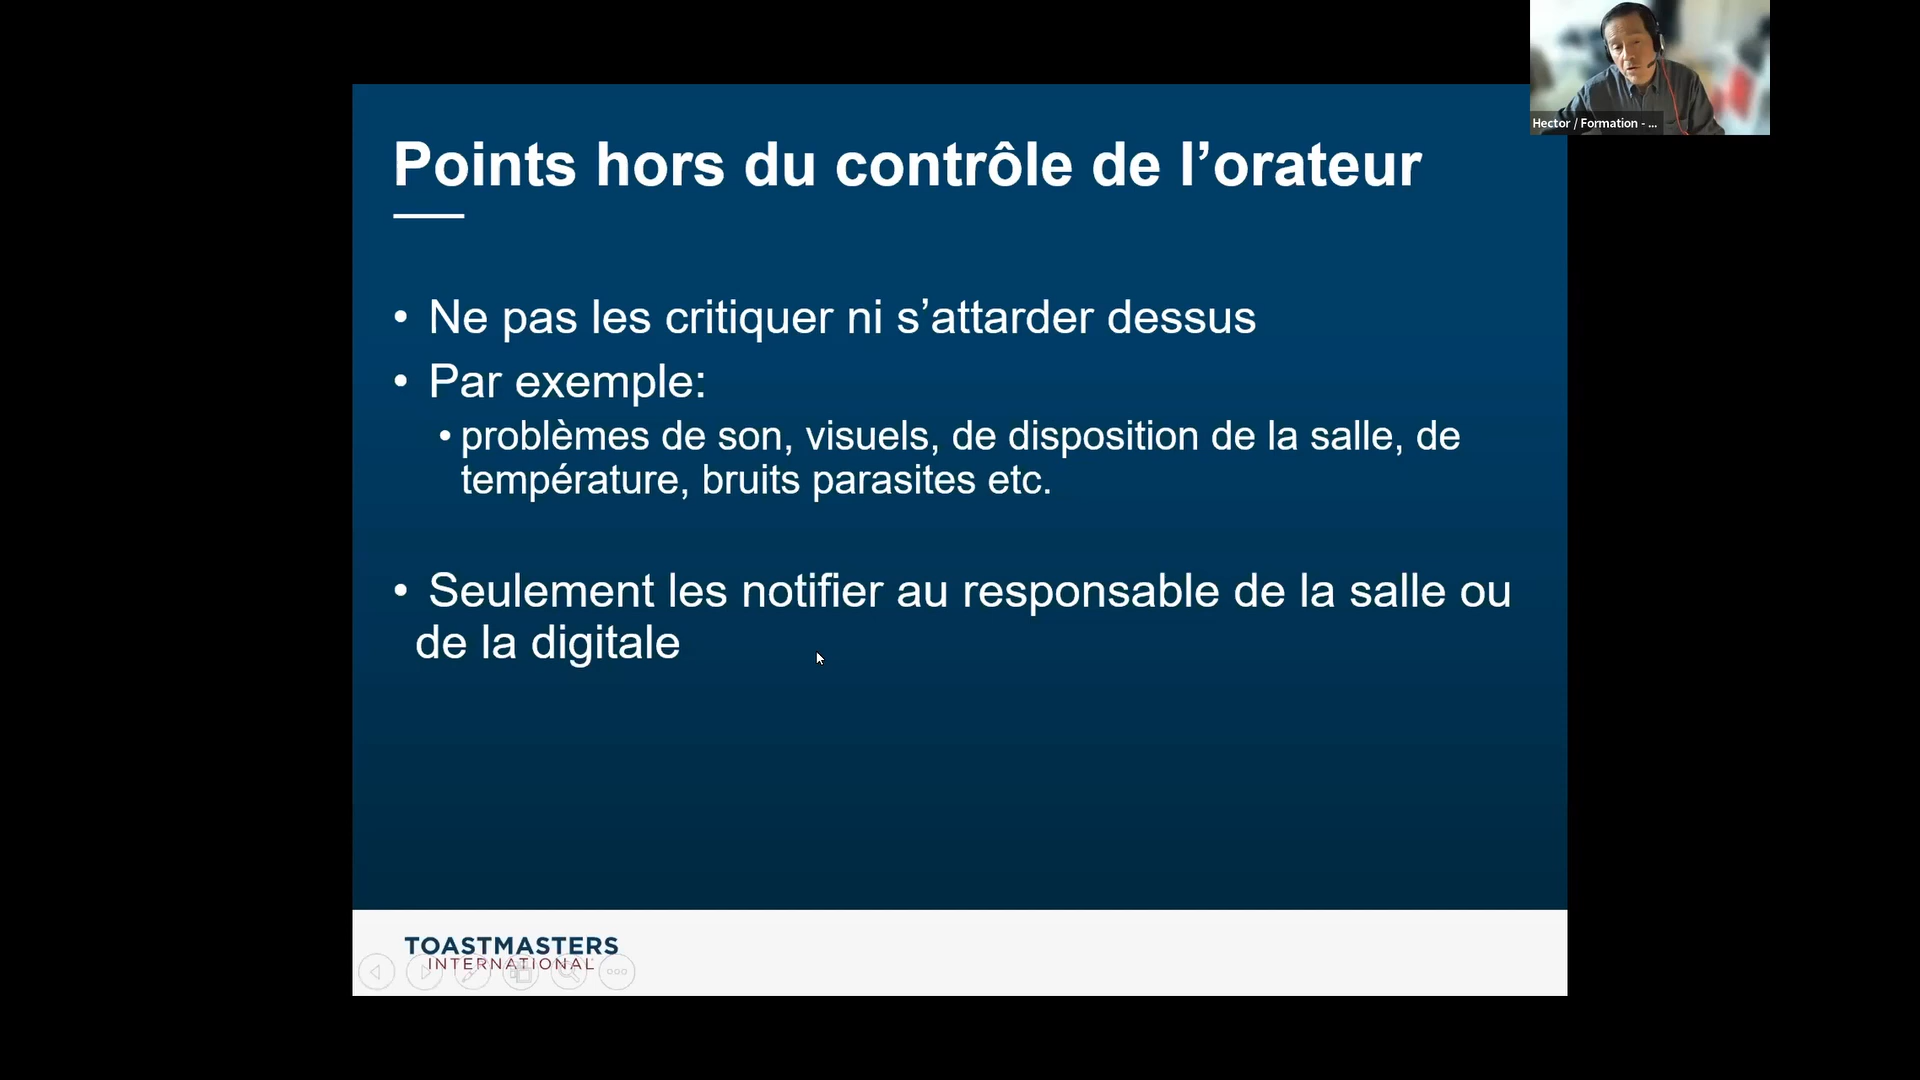 Hector / Formation - ...
Points hors du contrôle de l’orateur
• Ne pas les critiquer ni s’attarder dessus
• Par exemple:
• problèmes de son, visuels, de disposition de la salle, de
température, bruits parasites etc.
• Seulement les notifier au responsable de la salle ou
de la digitale
TOASTMASTERS
INTERNATIONAL